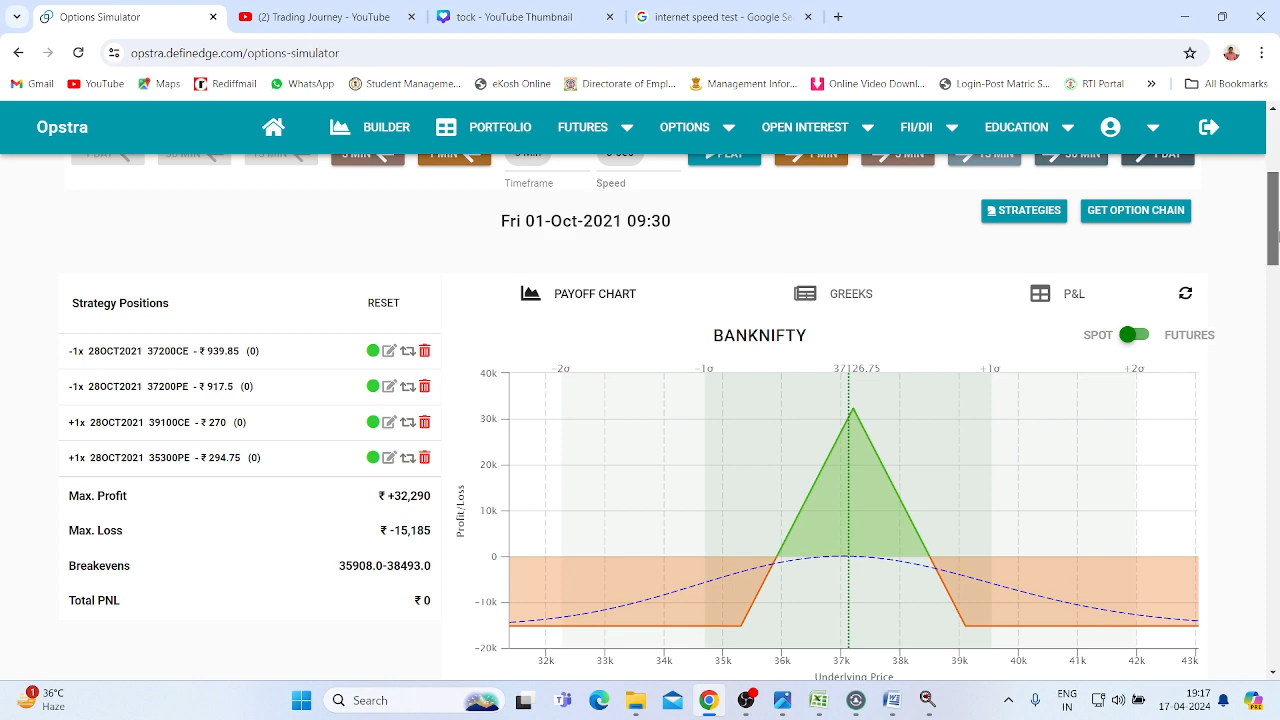 Opstra Options Simulator
(2) Trading Journey - YouTube
tock - YouTube Thumbnail
internet speed test - Google Se
opstra.definedge.com/options-simulator
Gmail YouTube Maps Rediffmail WhatsApp Student Manageme... eKosh Online Directorate of Empl... Management Infor... Online Video Down... Login-Post Matric S... RTI Portal » All Bookmarks
Opstra BUILDER PORTFOLIO FUTURES OPTIONS OPEN INTEREST FII/DII EDUCATION
Timeframe Speed
Fri 01-Oct-2021 09:30
STRATEGIES GET OPTION CHAIN
Strategy Positions RESET
PAYOFF CHART GREEKS P&L
BANKNIFTY
SPOT FUTURES
-1x 28OCT2021 37200CE - ₹ 939.85 (0)
-1x 28OCT2021 37200PE - ₹ 917.5 (0)
+1x 28OCT2021 39100CE - ₹ 270 (0)
+1x 28OCT2021 35300PE - ₹ 294.75 (0)
Max. Profit ₹ +32,290
Max. Loss ₹ -15,185
Breakevens 35908.0-38493.0
Total PNL ₹ 0
-2σ -1σ 37126.75 +1σ +2σ
40k
30k
20k
10k
0
-10k
-20k
Profit/Loss
32k 33k 34k 35k 36k 37k 38k 39k 40k 41k 42k 43k
Underlying Price
1 36°C
Haze
Search
ENG
IN
19:17
17-04-2024